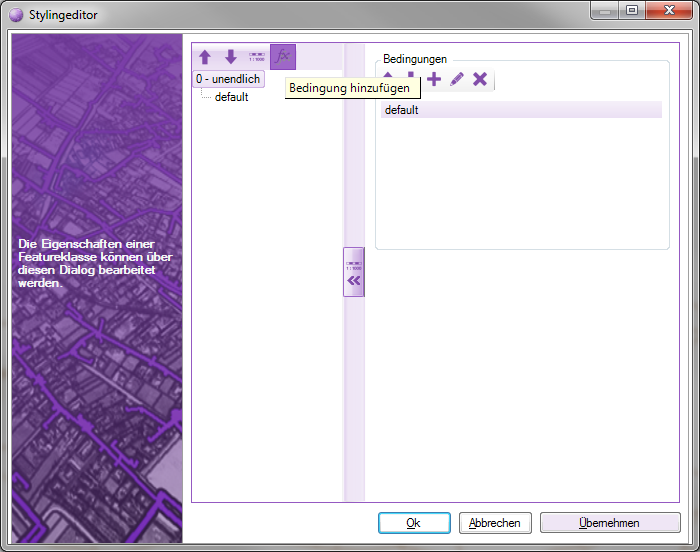 Stylingeditor
Die Eigenschaften einer
Featureklasse können über
diesen Dialog bearbeitet
werden.
1 : 1000
fx
0 - unendlich
default
Bedingung hinzufügen
1 : 1000
Bedingungen
default
Ok
Abbrechen
Übernehmen